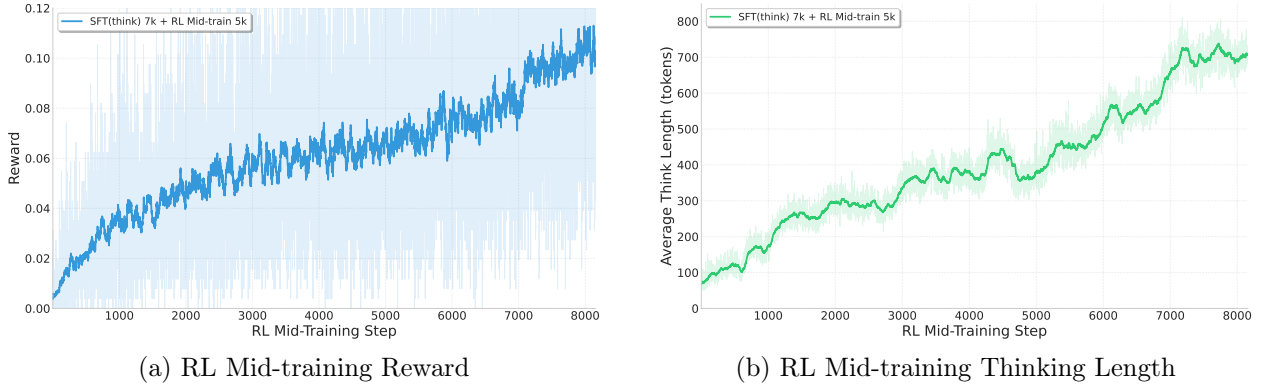 0.12
0.10
0.08
0.06
0.04
0.02
0.00
Reward
SFT(think) 7k + RL Mid-train 5k
1000 2000 3000 4000 5000 6000 7000 8000
RL Mid-Training Step
(a) RL Mid-training Reward
800
700
600
500
400
300
200
100
0
Average Think Length (tokens)
SFT(think) 7k + RL Mid-train 5k
1000 2000 3000 4000 5000 6000 7000 8000
RL Mid-Training Step
(b) RL Mid-training Thinking Length